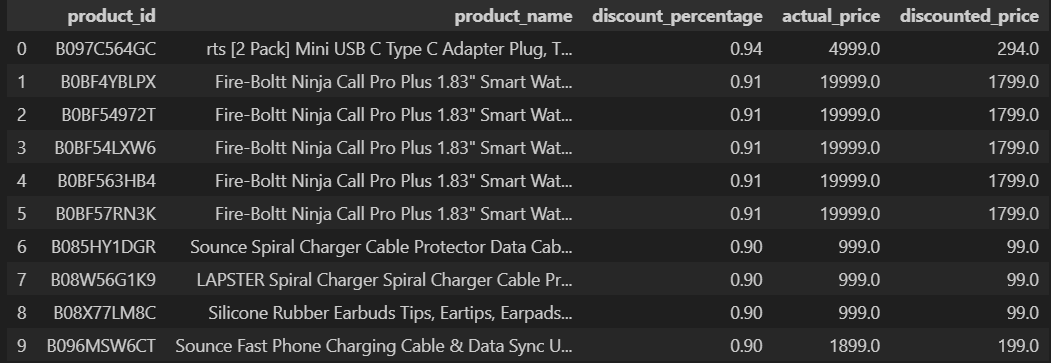 product_id product_name discount_percentage actual_price discounted_price
0 B097C564GC rts [2 Pack] Mini USB C Type C Adapter Plug, T... 0.94 4999.0 294.0
1 B0BF4YBLPX Fire-Boltt Ninja Call Pro Plus 1.83" Smart Wat... 0.91 19999.0 1799.0
2 B0BF54972T Fire-Boltt Ninja Call Pro Plus 1.83" Smart Wat... 0.91 19999.0 1799.0
3 B0BF54LXW6 Fire-Boltt Ninja Call Pro Plus 1.83" Smart Wat... 0.91 19999.0 1799.0
4 B0BF563HB4 Fire-Boltt Ninja Call Pro Plus 1.83" Smart Wat... 0.91 19999.0 1799.0
5 B0BF57RN3K Fire-Boltt Ninja Call Pro Plus 1.83" Smart Wat... 0.91 19999.0 1799.0
6 B085HY1DGR Sounce Spiral Charger Cable Protector Data Cab... 0.90 999.0 99.0
7 B08W56G1K9 LAPSTER Spiral Charger Spiral Charger Cable Pr... 0.90 999.0 99.0
8 B08X77LM8C Silicone Rubber Earbuds Tips, Eartips, Earpads... 0.90 999.0 99.0
9 B096MSW6CT Sounce Fast Phone Charging Cable & Data Sync U... 0.90 1899.0 199.0